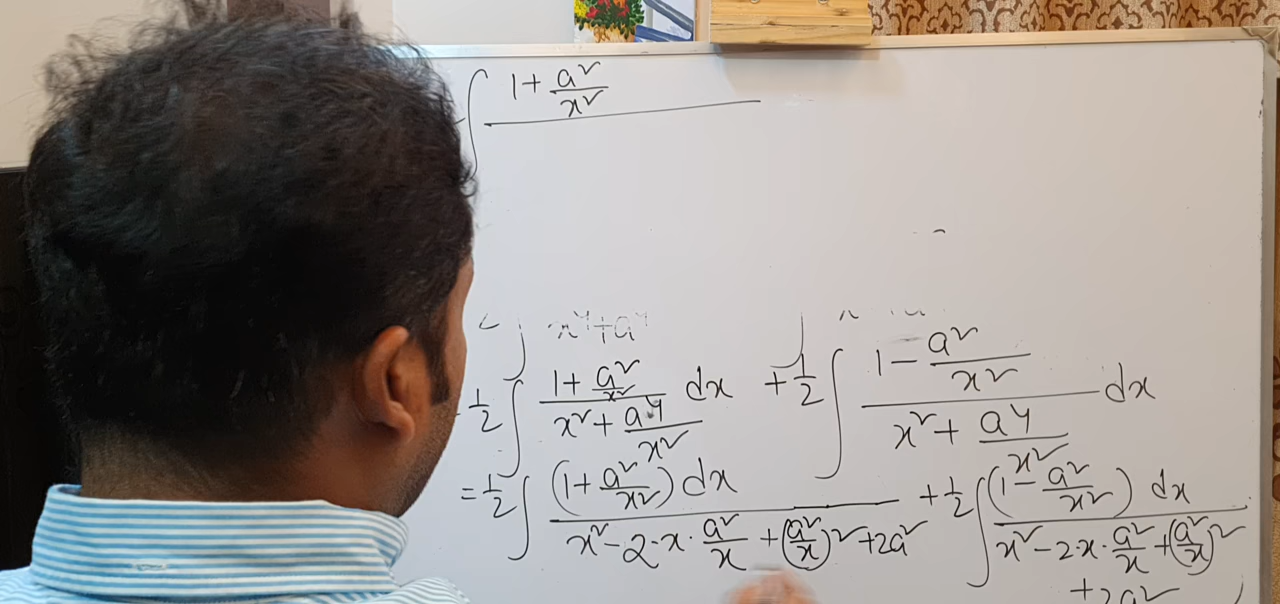 ∫ 1 + a²/x²
∫ x⁴+a⁴ ∫
1/2 ∫ (1 + a²/x²)/(x² + a⁴/x²) dx + 1/2 ∫ (1 - a²/x²)/(x² + a⁴/x²) dx
= 1/2 ∫ (1 + a²/x²) dx/(x² - 2·x·a²/x + (a²/x)² + 2a²) + 1/2 ∫ (1 - a²/x²) dx/(x² - 2·x·a²/x + (a²/x)²
+ 2a²